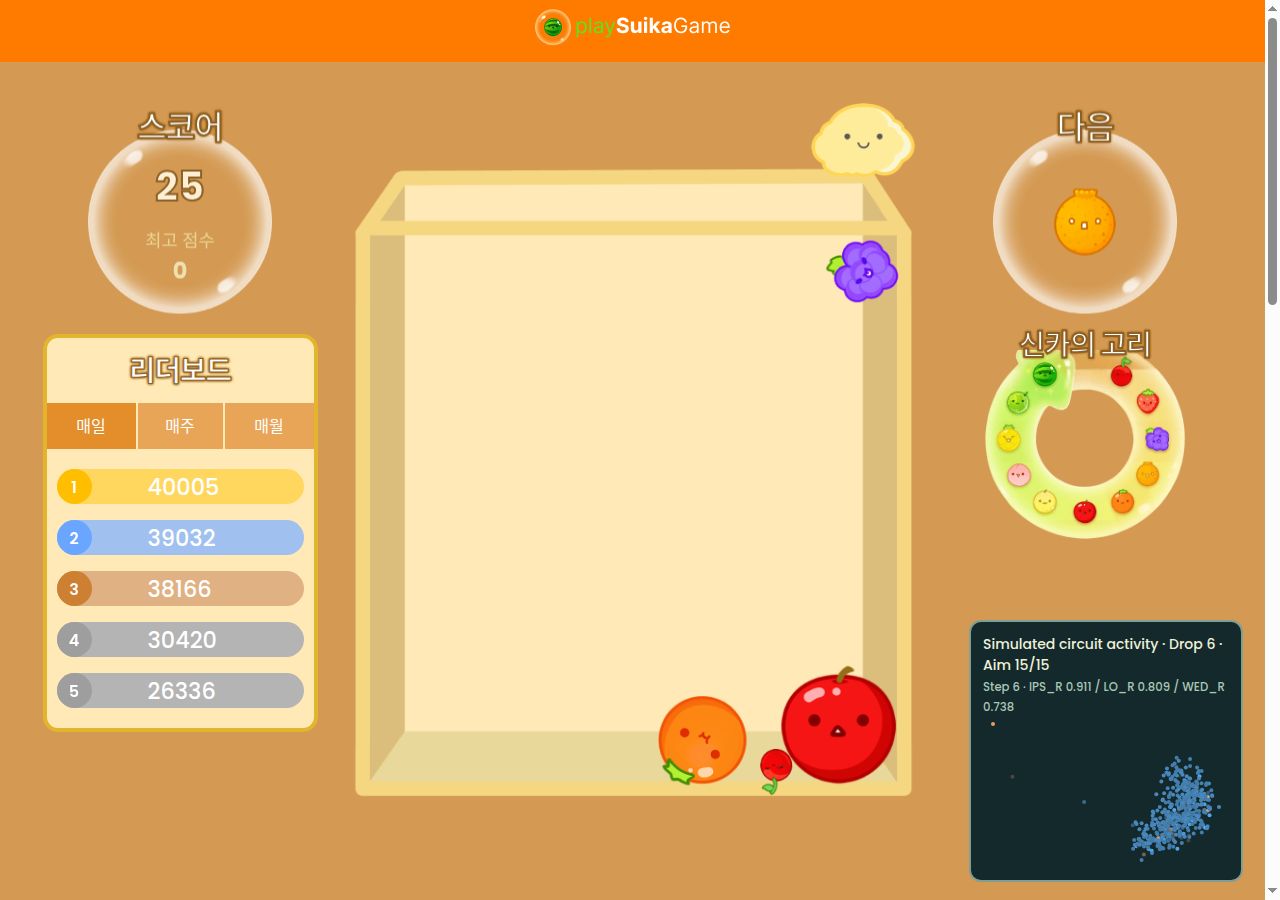 playSuikaGame
스코어
25
최고 점수
0
다음
신카의 고리
리더보드
매일 매주 매월
1 40005
2 39032
3 38166
4 30420
5 26336
Simulated circuit activity · Drop 6 ·
Aim 15/15
Step 6 · IPS_R 0.911 / LO_R 0.809 / WED_R
0.738